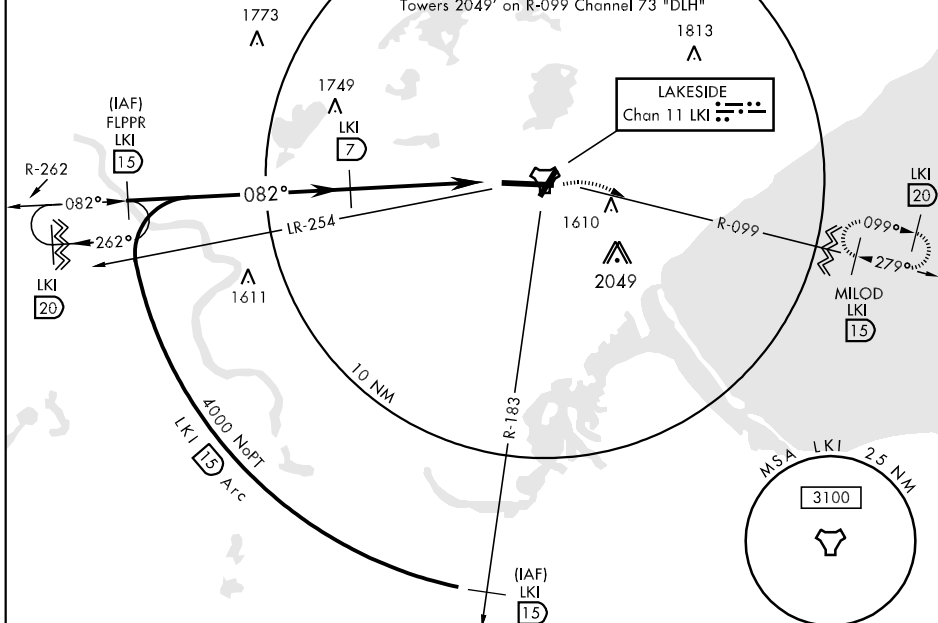 Towers 2049' on R-099 Channel 73 "DLH"
1773
1813
1749
LAKESIDE
Chan 11 LKI
(IAF)
FLPPR
LKI
15
LKI
7
R-262
082°
082°
262°
LR-254
LKI
20
1611
1610
2049
R-099
LKI
20
099°
279°
MILOD
LKI
15
10 NM
R-183
4000 NoPT
LKI 15 Arc
MSA LKI 25 NM
3100
(IAF)
LKI
15